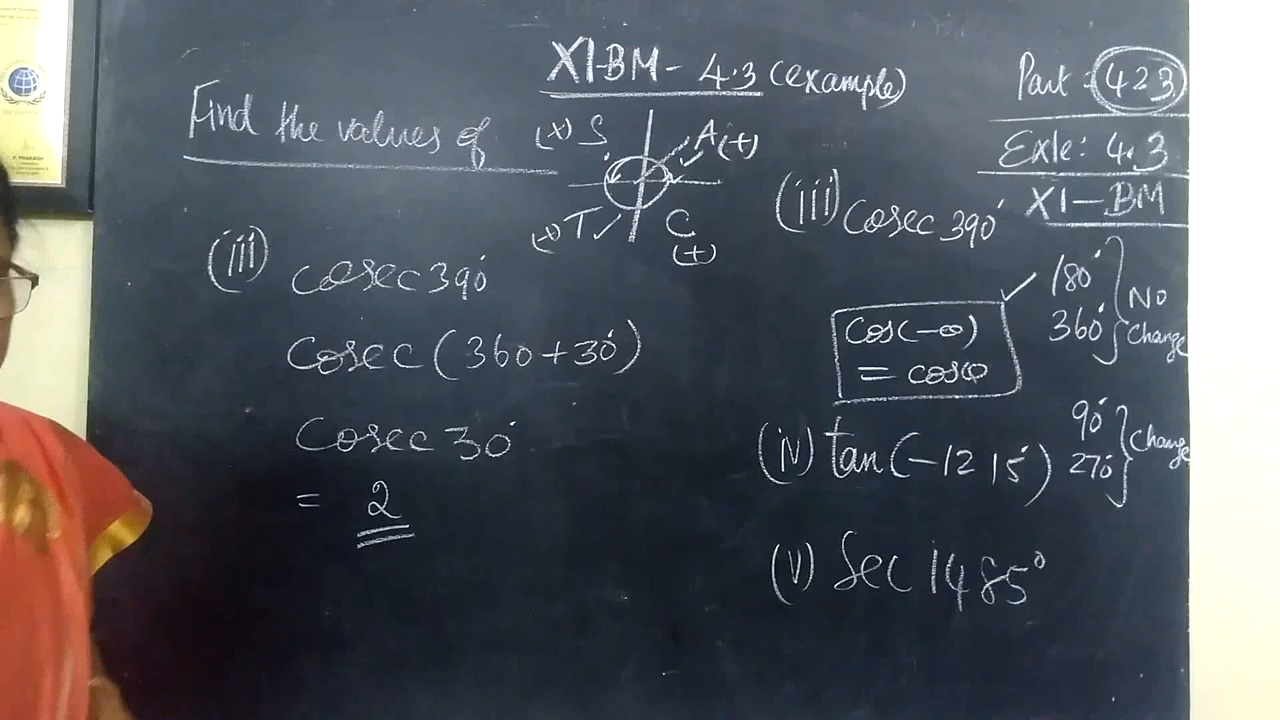 XI-BM- 4.3 (example)
Part: 423
Exle: 4.3
XI-BM
Find the values of
(+) S
A (+)
(+) T
C
(+)
(iii) cosec 390°
cosec (360+30°)
cosec 30°
= 2
(iii) cosec 390°
180°
360° } No
Change
cos(-θ)
= cosθ
90°
270° } Change
(iv) tan (-1215°)
(v) Sec 1485°